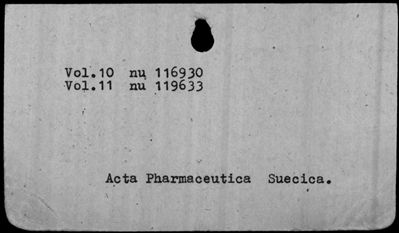 Vol.10 nu 116930
Vol.11 nu 119633
Acta Pharmaceutica Suecica.